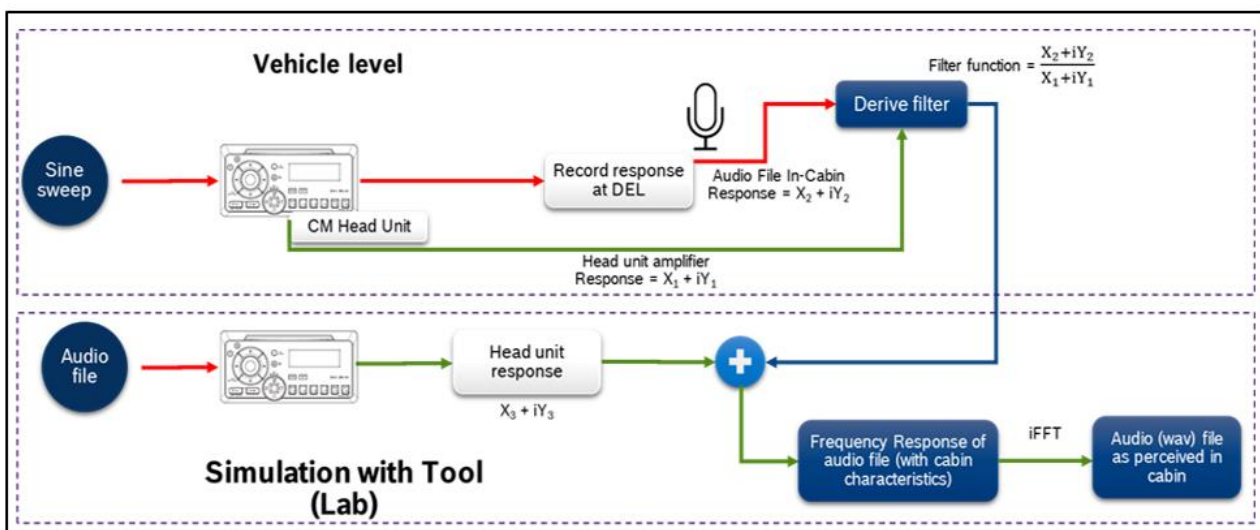 Vehicle level
Filter function = X₂+iY₂ / X₁+iY₁
Derive filter
Sine
sweep
Record response
at DEL
Audio File In-Cabin
Response = X₂ + iY₂
CM Head Unit
Head unit amplifier
Response = X₁ + iY₁
Audio
file
Head unit
response
X₃ + iY₃
+
Frequency Response of
audio file (with cabin
characteristics)
iFFT
Audio (wav) file
as perceived in
cabin
Simulation with Tool
(Lab)